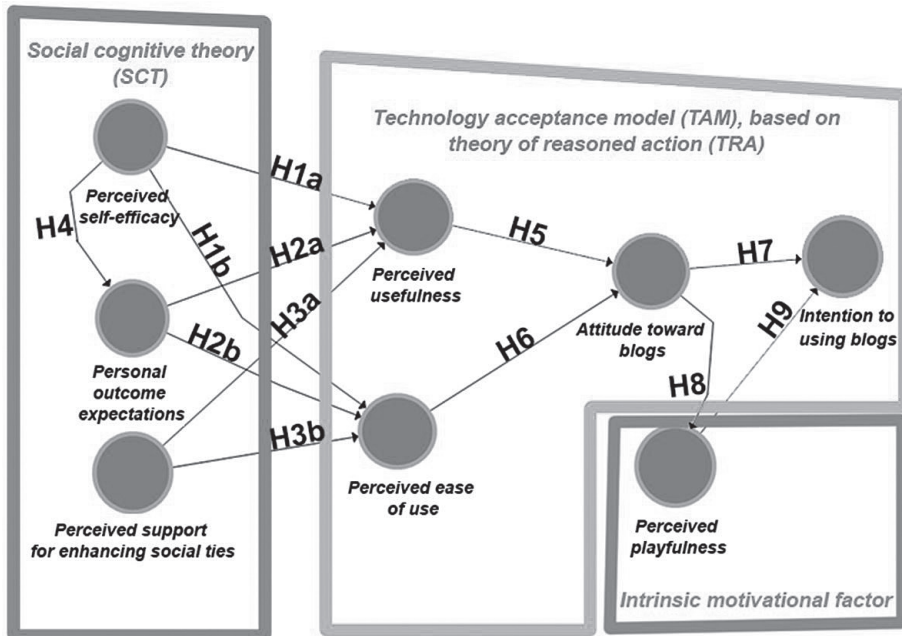 Social cognitive theory
(SCT)
Perceived
self-efficacy
H4
Personal
outcome
expectations
Perceived support
for enhancing social ties
H1a
H1b
H2a
H3a
H2b
H3b
Technology acceptance model (TAM), based on
theory of reasoned action (TRA)
Perceived
usefulness
Perceived ease
of use
H5
H6
Attitude toward
blogs
H7
H8
H9
Intention to
using blogs
Perceived
playfulness
Intrinsic motivational factor